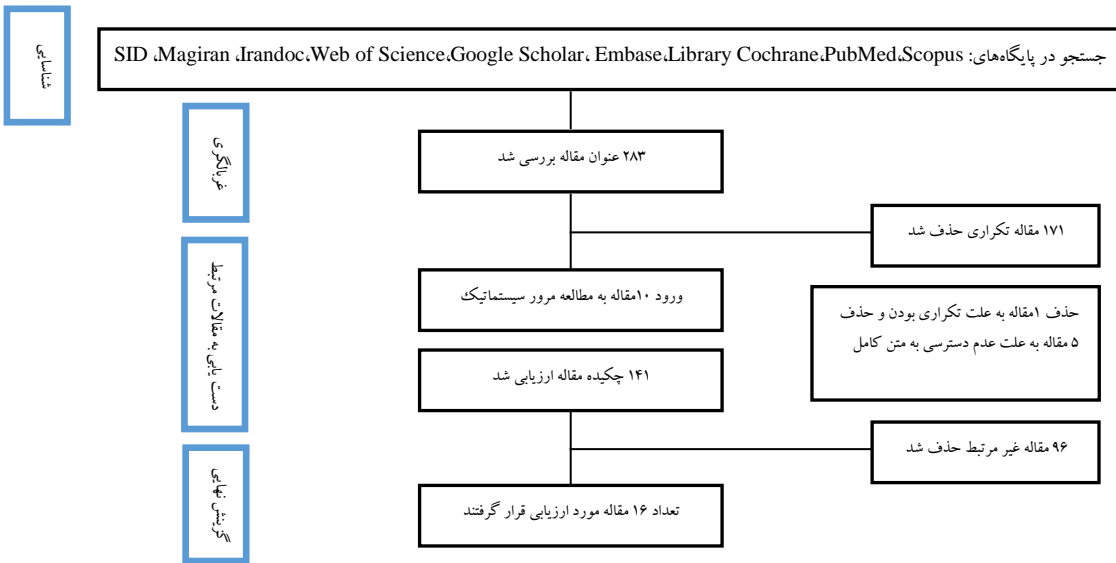 شناسایی
جستجو در پایگاه‌های: SID ،Magiran ،Irandoc،Web of Science،Google Scholar، Embase،Library Cochrane،PubMed،Scopus
غربالگری
۲۸۳ عنوان مقاله بررسی شد
۱۷۱ مقاله تکراری حذف شد
دست یابی به مقالات مرتبط
ورود ۱۰مقاله به مطالعه مرور سیستماتیک
حذف ۱مقاله به علت تکراری بودن و حذف
۵ مقاله به علت عدم دسترسی به متن کامل
۱۴۱ چکیده مقاله ارزیابی شد
۹۶ مقاله غیر مرتبط حذف شد
گزینش نهایی
تعداد ۱۶ مقاله مورد ارزیابی قرار گرفتند